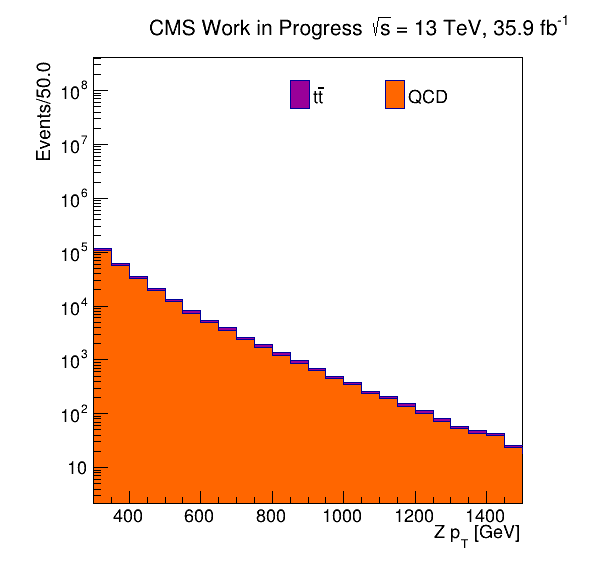 CMS Work in Progress √s = 13 TeV, 35.9 fb⁻¹
Events/50.0
tt̄
QCD
10⁸
10⁷
10⁶
10⁵
10⁴
10³
10²
10
400 600 800 1000 1200 1400
Z p_T [GeV]